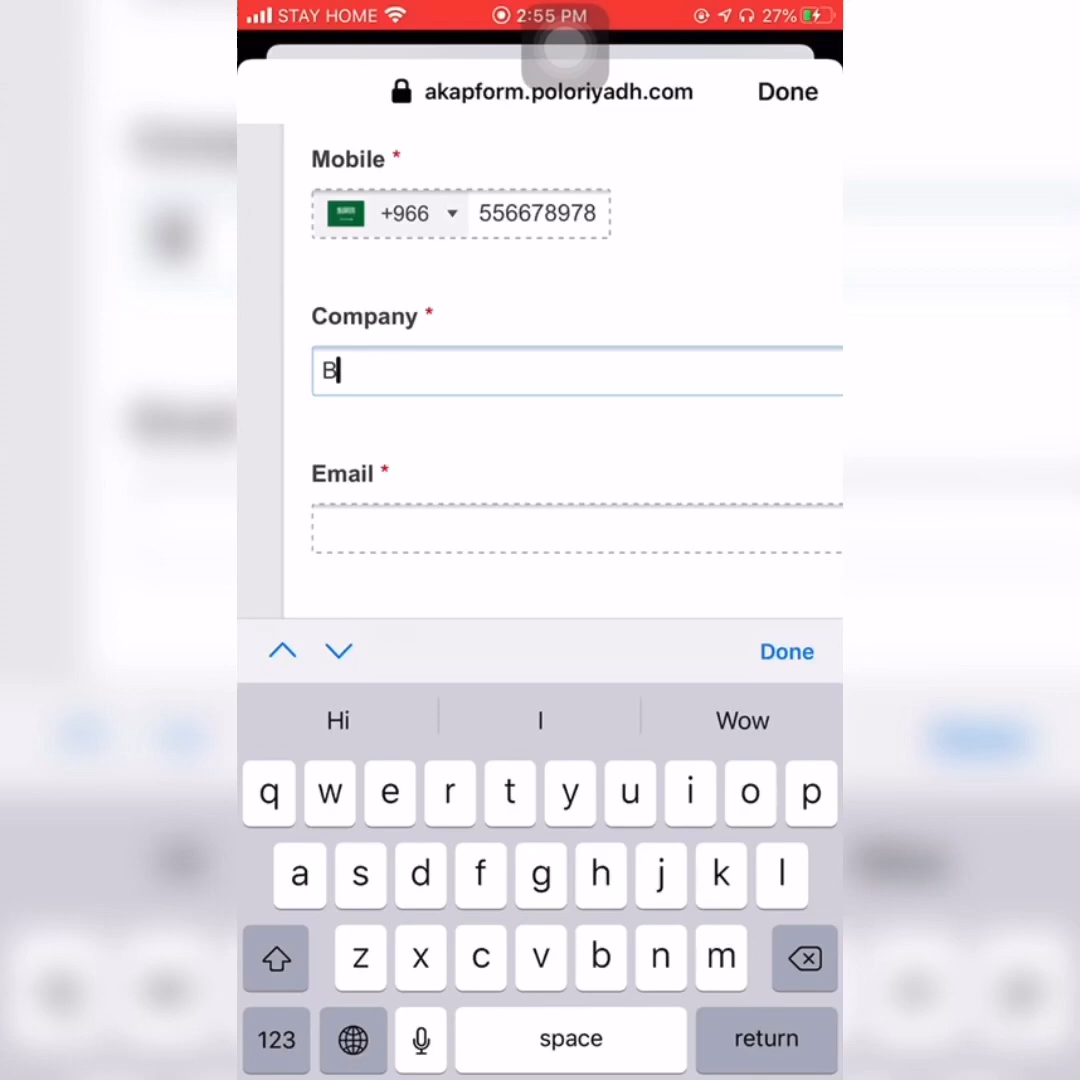 STAY HOME 2:55 PM 27%
akapform.poloriyadh.com Done
Mobile *
+966 556678978
Company *
B
Email *
Done
Hi I Wow
q w e r t y u i o p
a s d f g h j k l
z x c v b n m
123 space return